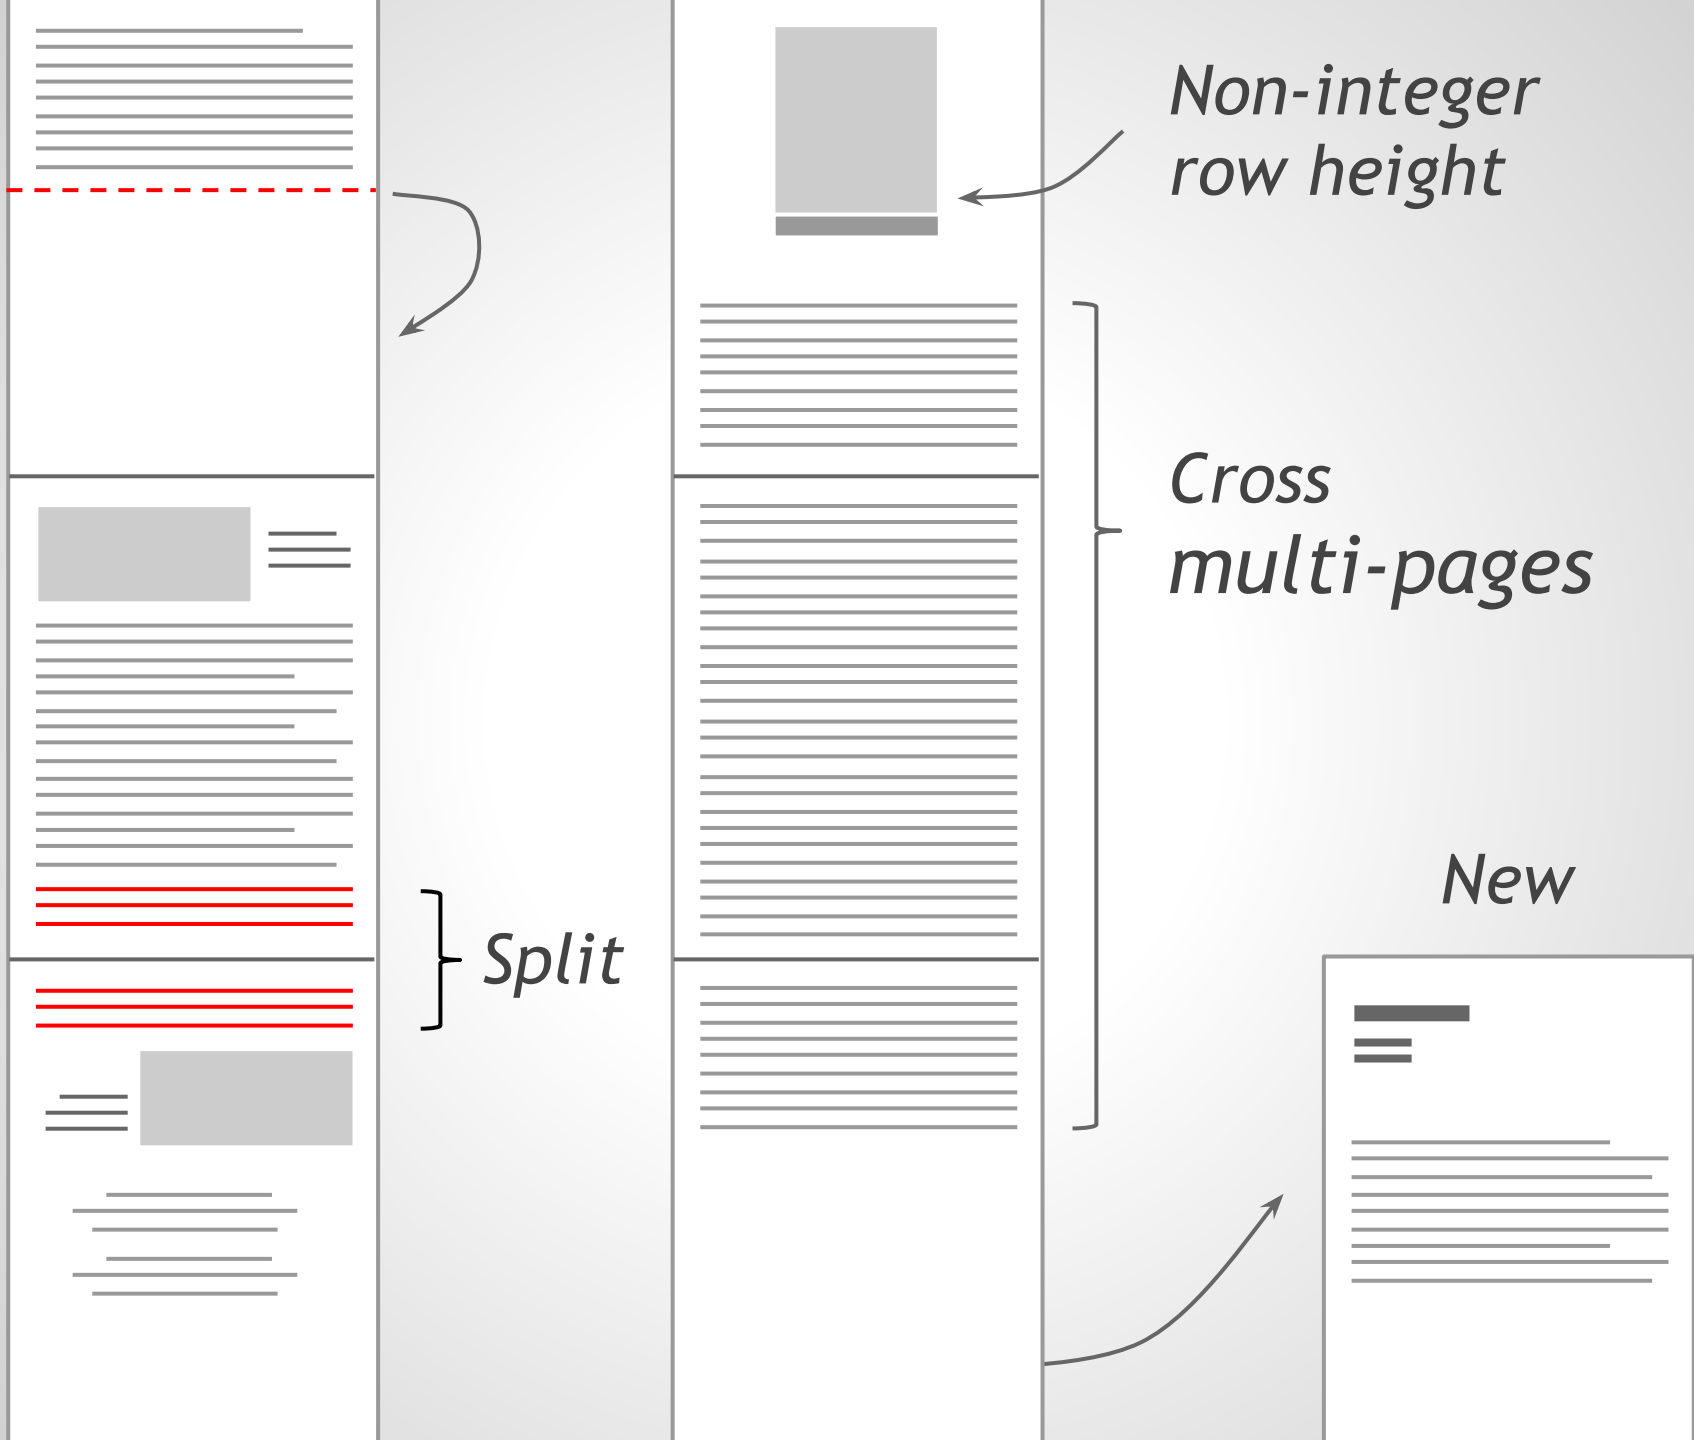 Non-integer
row height
Cross
multi-pages
New
Split